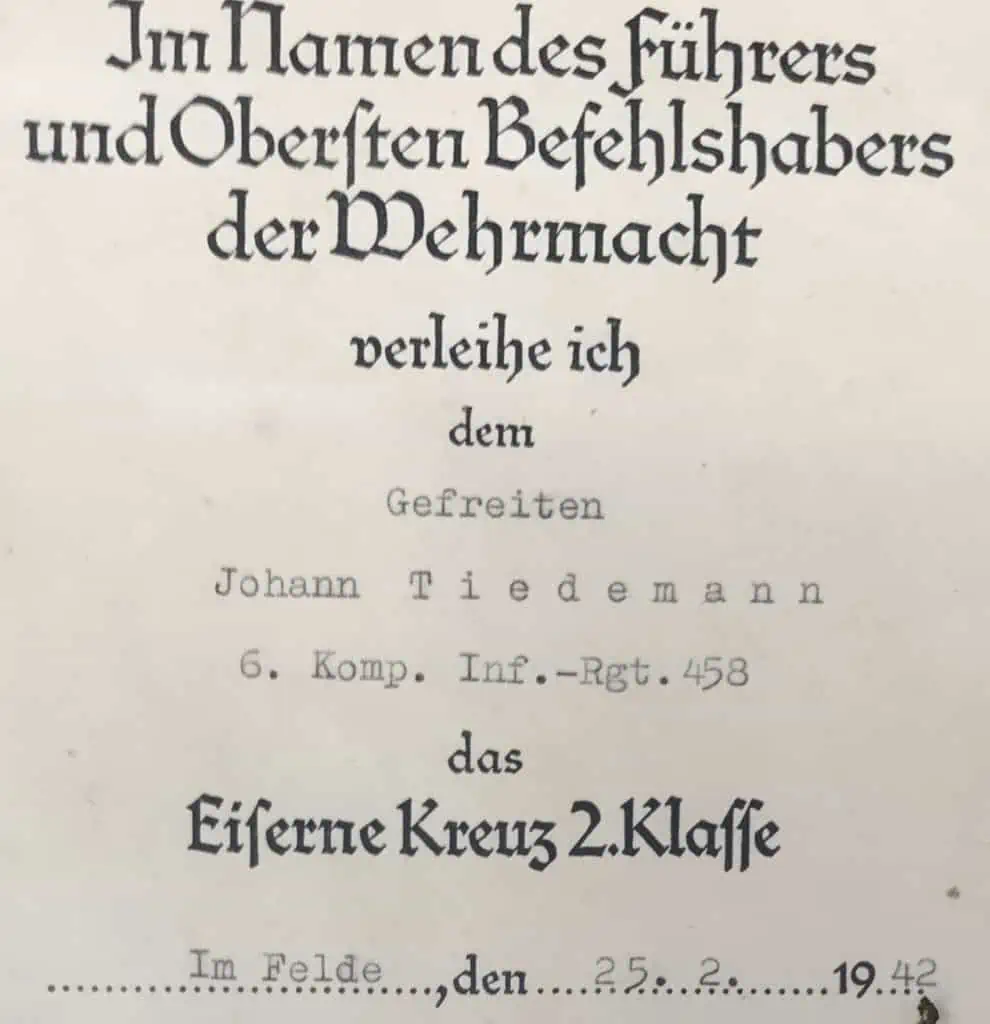 Im Namen des Führers
und Oberſten Befehlshabers
der Wehrmacht
verleihe ich
dem
Gefreiten
Johann T i e d e m a n n
6. Komp. Inf.-Rgt. 458
das
Eiſerne Kreuz 2. Klaſſe
Im Felde, den 25. 2. 1942